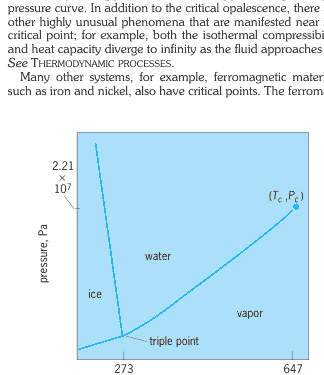 pressure curve. In addition to the critical opalescence, there
other highly unusual phenomena that are manifested near
critical point; for example, both the isothermal compressibi
and heat capacity diverge to infinity as the fluid approaches
See THERMODYNAMIC PROCESSES.
Many other systems, for example, ferromagnetic mater
such as iron and nickel, also have critical points. The ferrom
2.21
×
10⁷
(Tc, Pc)
pressure, Pa
water
ice
vapor
triple point
273
647